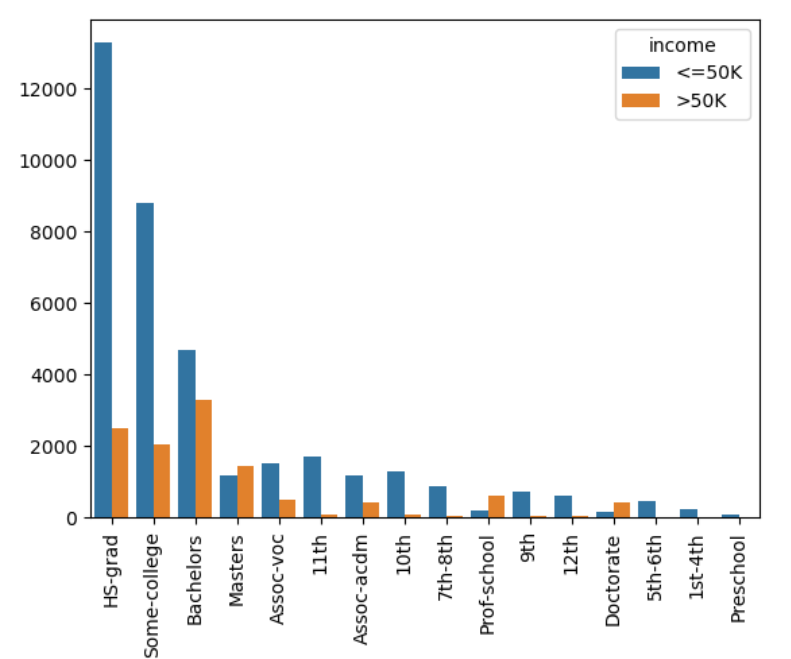 income
<=50K
>50K
12000
10000
8000
6000
4000
2000
0
HS-grad
Some-college
Bachelors
Masters
Assoc-voc
11th
Assoc-acdm
10th
7th-8th
Prof-school
9th
12th
Doctorate
5th-6th
1st-4th
Preschool